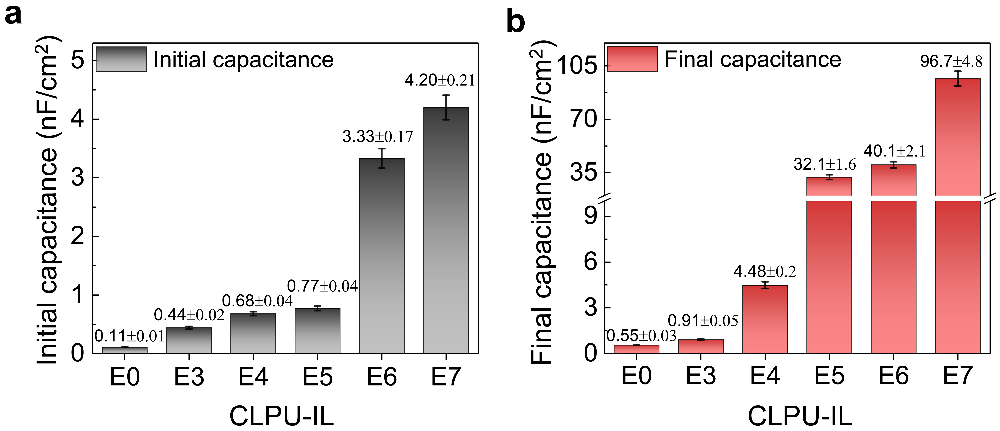 a
Initial capacitance (nF/cm²)
5
4
3
2
1
0
Initial capacitance
0.11±0.01
0.44±0.02
0.68±0.04
0.77±0.04
3.33±0.17
4.20±0.21
E0 E3 E4 E5 E6 E7
CLPU-IL
b
Final capacitance (nF/cm²)
105
70
35
9
6
3
0
Final capacitance
0.55±0.03
0.91±0.05
4.48±0.2
32.1±1.6
40.1±2.1
96.7±4.8
E0 E3 E4 E5 E6 E7
CLPU-IL